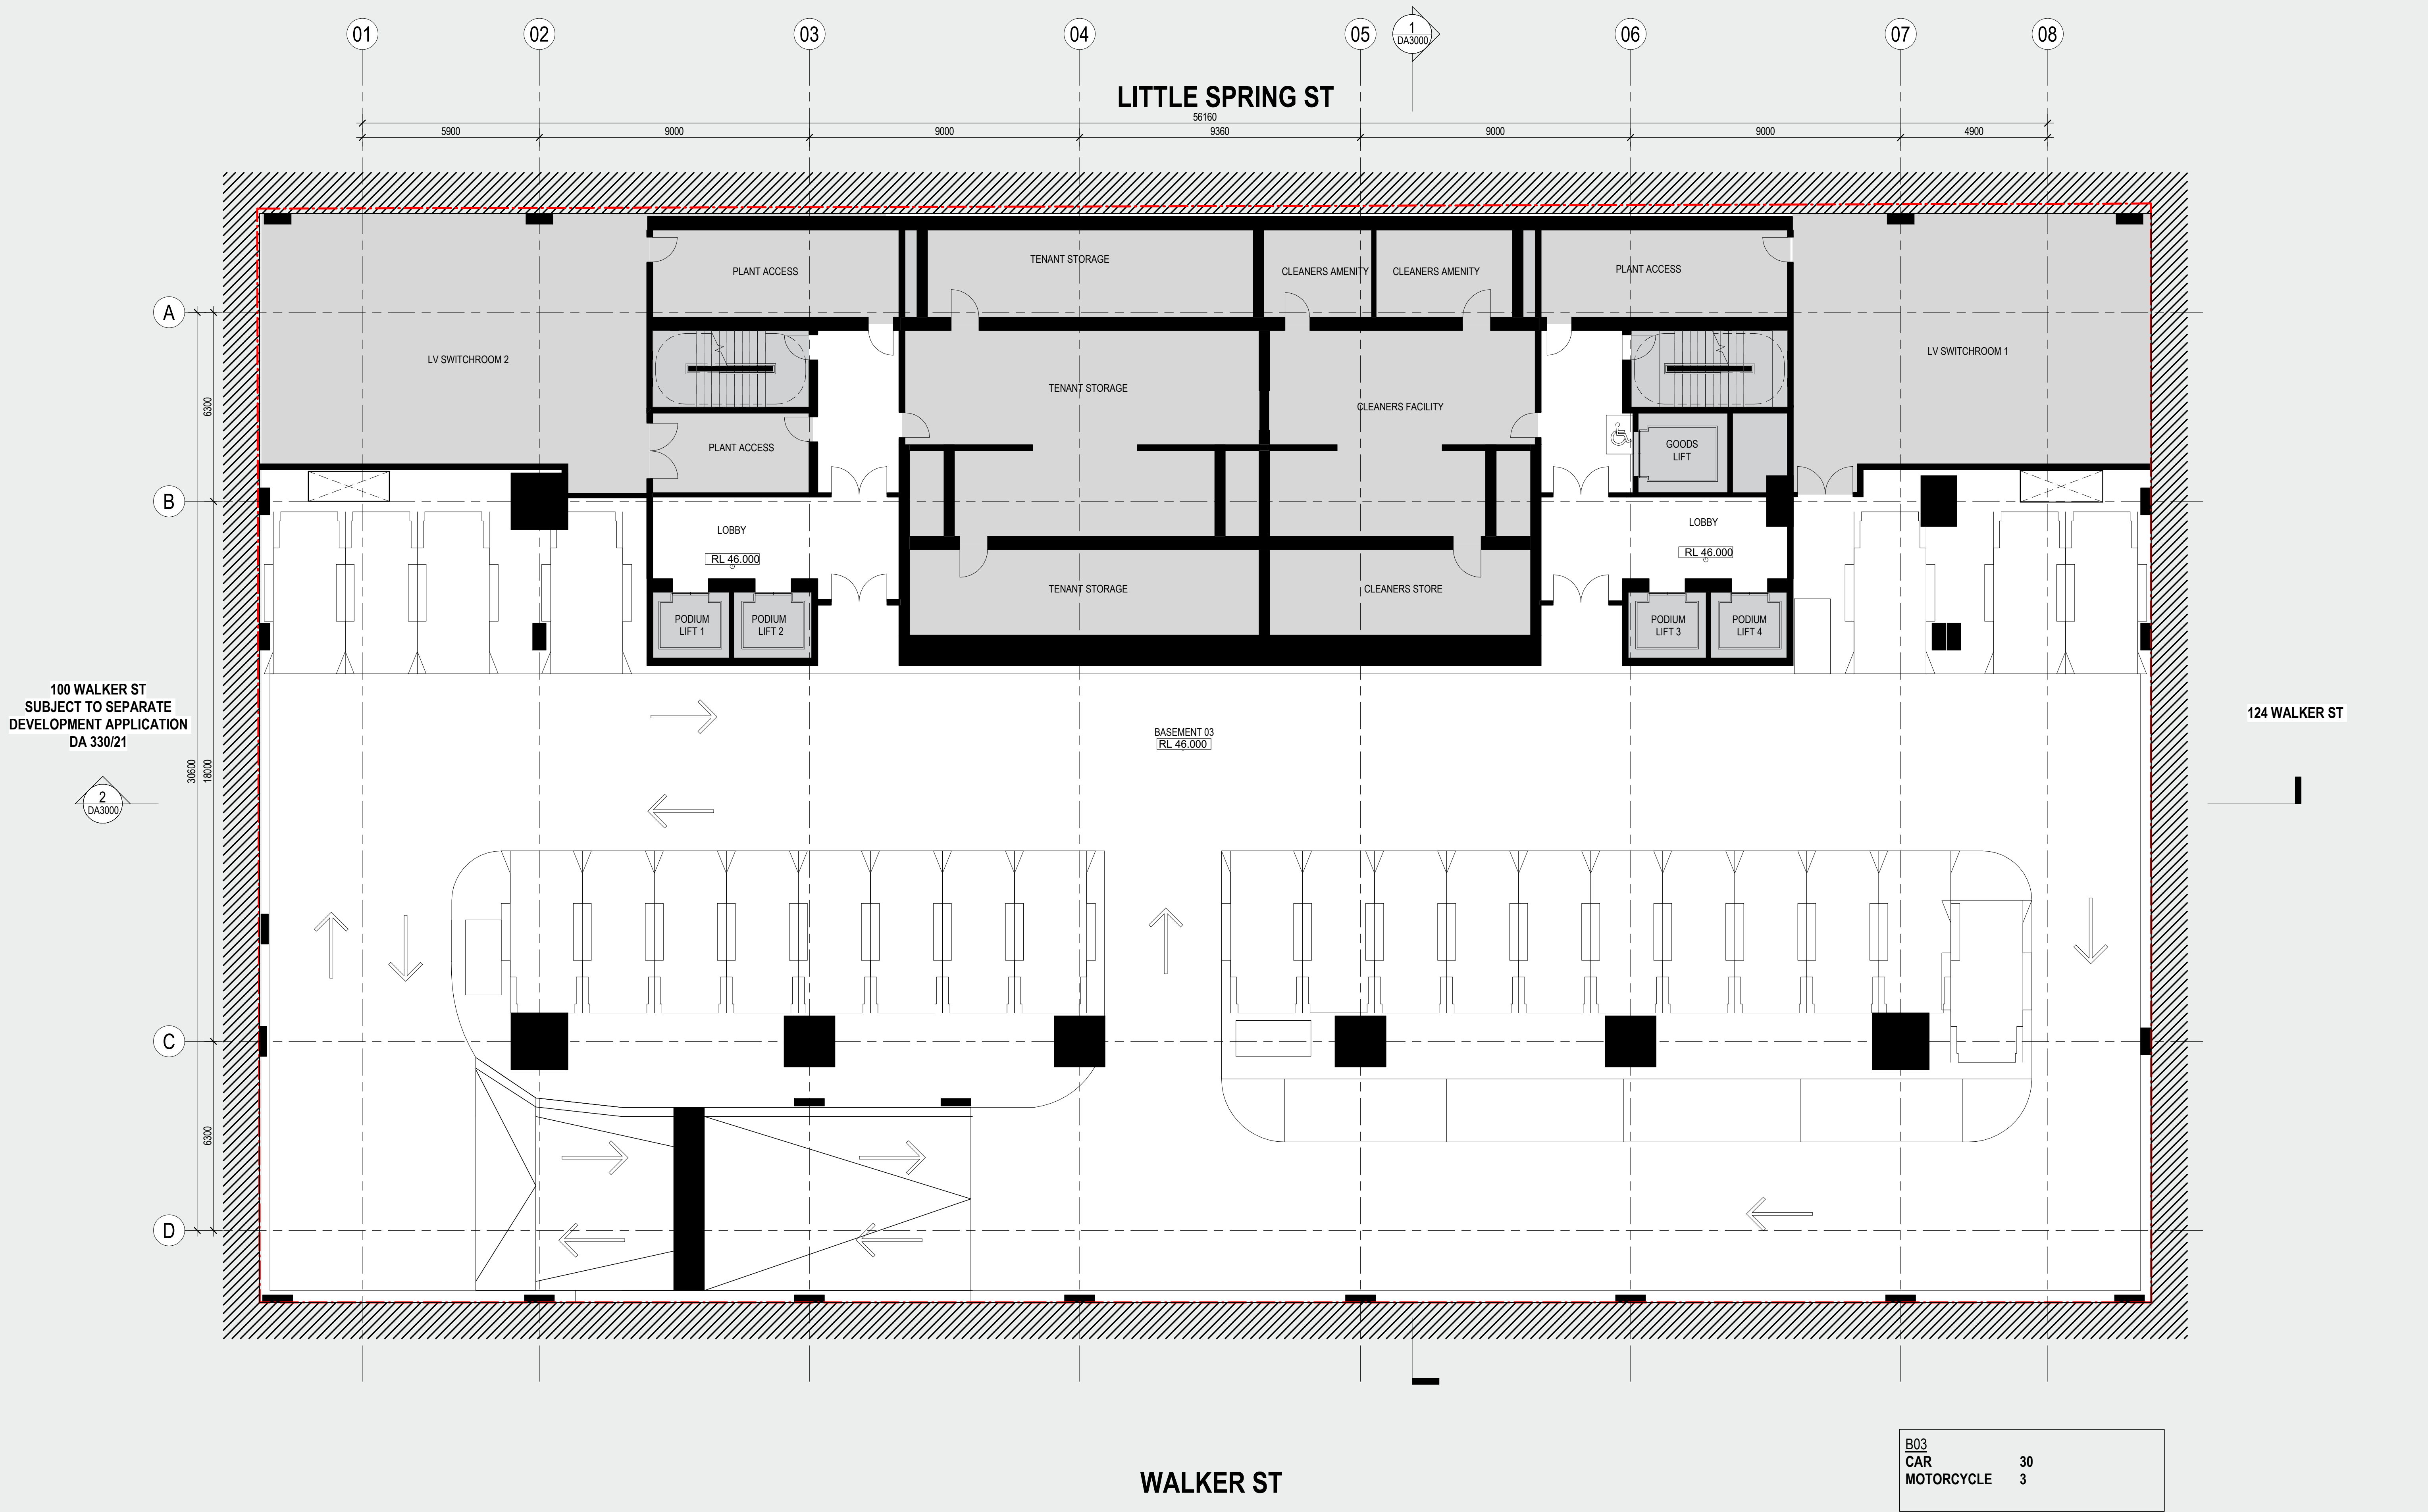 01 02 03 04 05 06 07 08
1
DA3000
LITTLE SPRING ST
56160
5900 9000 9000 9360 9000 9000 4900
PLANT ACCESS
TENANT STORAGE
CLEANERS AMENITY
CLEANERS AMENITY
PLANT ACCESS
A
LV SWITCHROOM 2
LV SWITCHROOM 1
TENANT STORAGE
CLEANERS FACILITY
6300
PLANT ACCESS
GOODS
LIFT
B
LOBBY
RL 46.000
LOBBY
RL 46.000
TENANT STORAGE
CLEANERS STORE
PODIUM
LIFT 1
PODIUM
LIFT 2
PODIUM
LIFT 3
PODIUM
LIFT 4
100 WALKER ST
SUBJECT TO SEPARATE
DEVELOPMENT APPLICATION
DA 330/21
124 WALKER ST
BASEMENT 03
RL 46.000
30600
18000
2
DA3000
C
6300
D
WALKER ST
B03
CAR 30
MOTORCYCLE 3